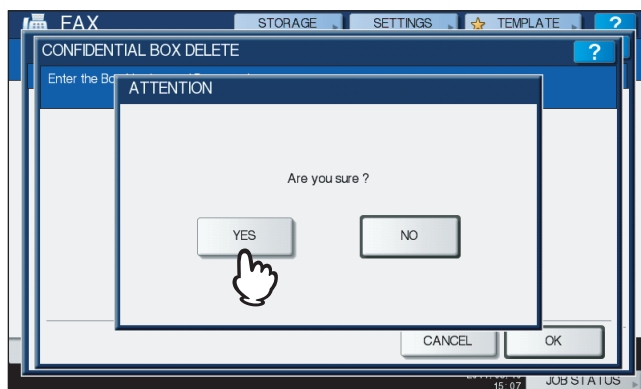 FAX STORAGE SETTINGS TEMPLATE ?
CONFIDENTIAL BOX DELETE ?
Enter the Bo
ATTENTION
Are you sure ?
YES NO
CANCEL OK
15:07 JOB STATUS